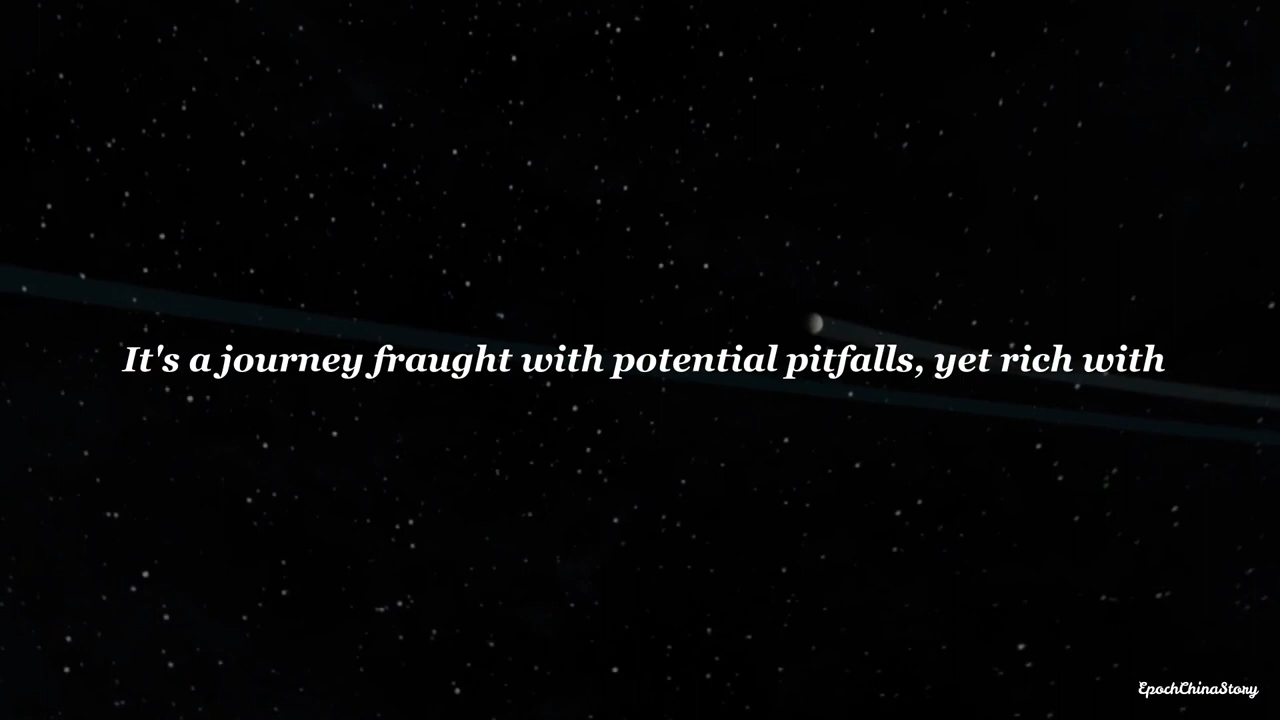 It's a journey fraught with potential pitfalls, yet rich with
EpochChinaStory